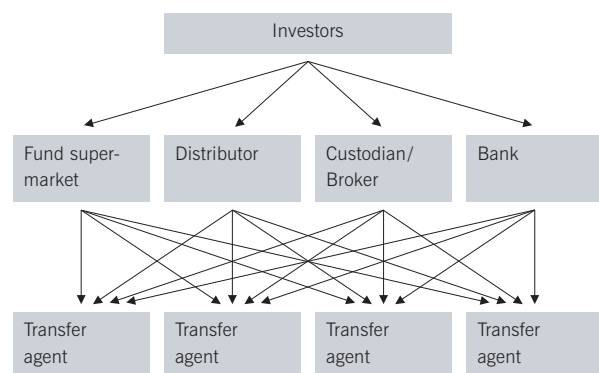 Investors
Fund super-
market
Distributor
Custodian/
Broker
Bank
Transfer
agent
Transfer
agent
Transfer
agent
Transfer
agent